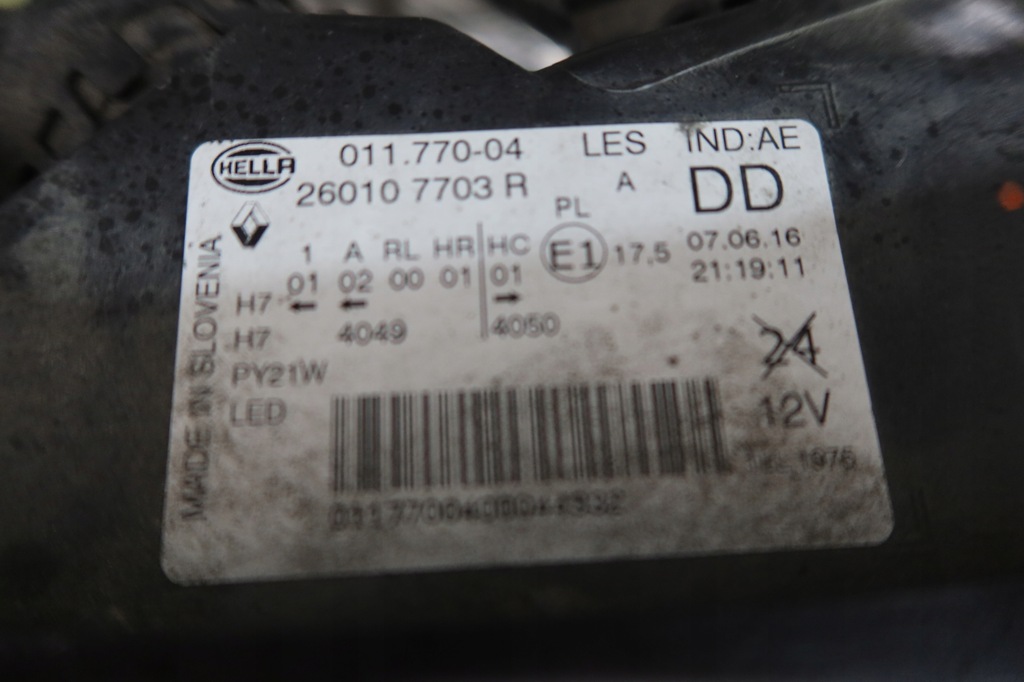 HELLA 011.770-04 LES IND:AE
260107703R A DD
PL
1 A RL HR HC E1 17,5 07.06.16
01 02 00 01 01 21:19:11
H7 ← ← →
H7 4049 4050 24
PY21W
LED 12V
1976
MADE IN SLOVENIA